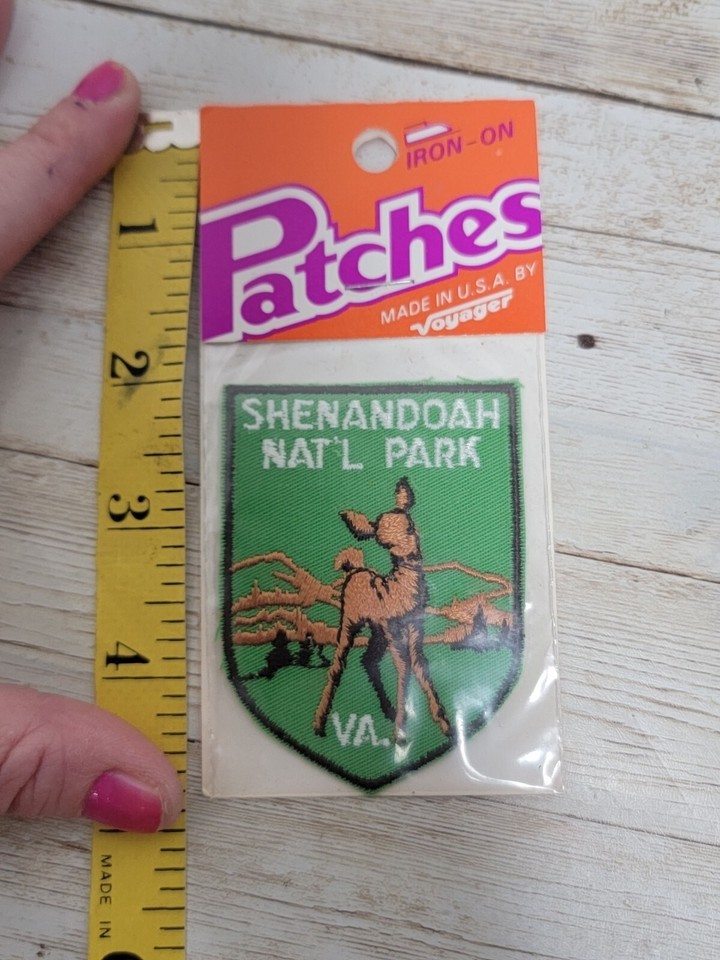 IRON-ON
Patches
MADE IN U.S.A. BY
Voyager
SHENANDOAH
NAT'L PARK
VA.
1
2
3
4
MADE IN